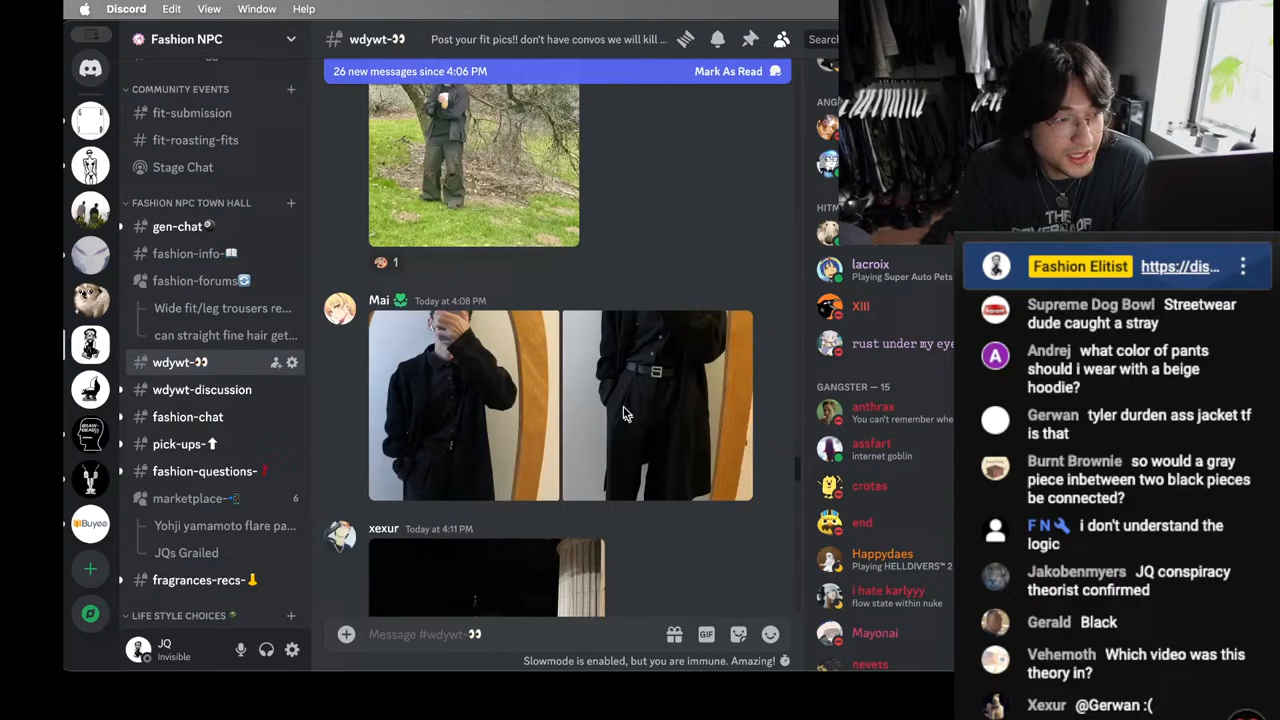 Discord Edit View Window Help
Fashion NPC
COMMUNITY EVENTS
fit-submission
fit-roasting-fits
Stage Chat
FASHION NPC TOWN HALL
gen-chat
fashion-info-
fashion-forums
Wide fit/leg trousers re...
can straight fine hair get...
wdywt-
wdywt-discussion
fashion-chat
pick-ups-
fashion-questions-
marketplace- 6
Yohji yamamoto flare pa...
JQs Grailed
fragrances-recs-
LIFE STYLE CHOICES
JQ
Invisible
BRAIN
DEAD
Buyee
# wdywt- Post your fit pics!! don't have convos we will kill ... Search
26 new messages since 4:06 PM Mark As Read
1
Mai Today at 4:08 PM
xexur Today at 4:11 PM
Message #wdywt-
GIF
Slowmode is enabled, but you are immune. Amazing!
ANG
HITM
lacroix
Playing Super Auto Pets
XIII
rust under my eye
GANGSTER — 15
anthrax
You can't remember whe
assfart
internet goblin
crotas
end
Happydaes
Playing HELLDIVERS™ 2
i hate karlyyy
flow state within nuke
Mayonai
nevets
THE
Fashion Elitist https://dis...
Supreme Dog Bowl Streetwear
dude caught a stray
A Andrej what color of pants
should i wear with a beige
hoodie?
Gerwan tyler durden ass jacket tf
is that
Burnt Brownie so would a gray
piece inbetween two black pieces
be connected?
F N i don't understand the
logic
Jakobenmyers JQ conspiracy
theorist confirmed
Gerald Black
Vehemoth Which video was this
theory in?
Xexur @Gerwan :(